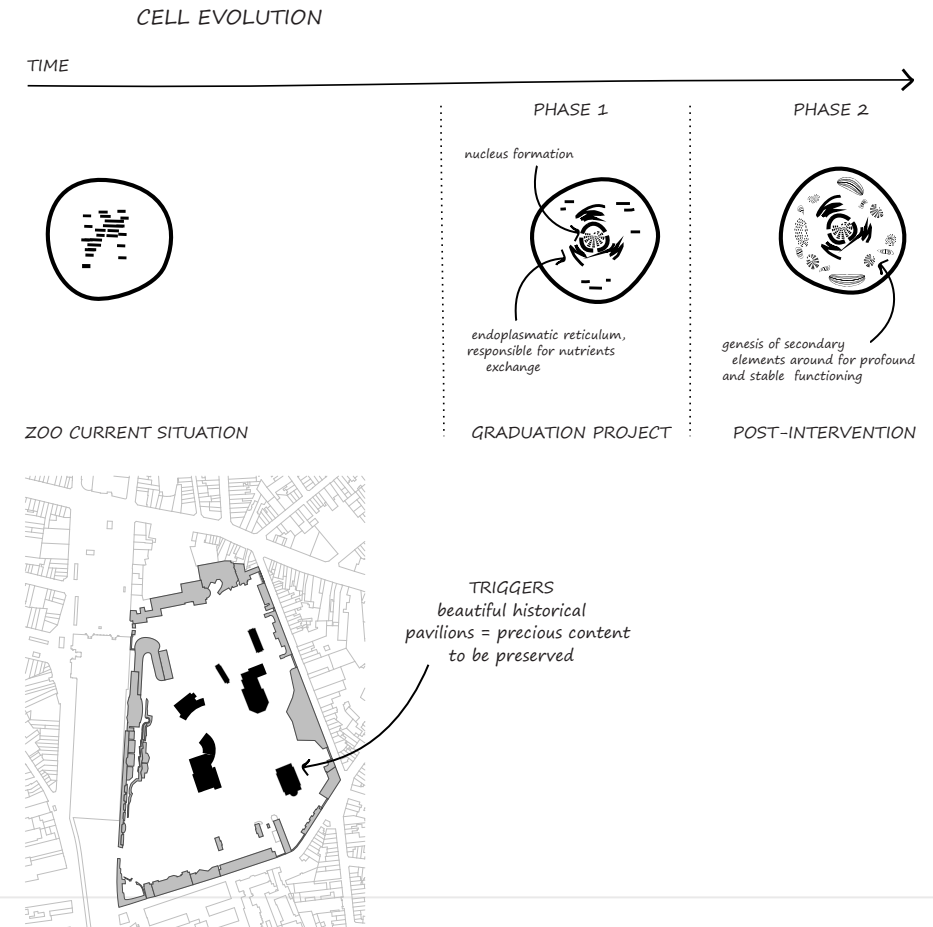 CELL EVOLUTION
TIME
PHASE 1
PHASE 2
nucleus formation
endoplasmatic reticulum,
responsible for nutrients
exchange
genesis of secondary
elements around for profound
and stable functioning
ZOO CURRENT SITUATION
GRADUATION PROJECT
POST-INTERVENTION
TRIGGERS
beautiful historical
pavilions = precious content
to be preserved